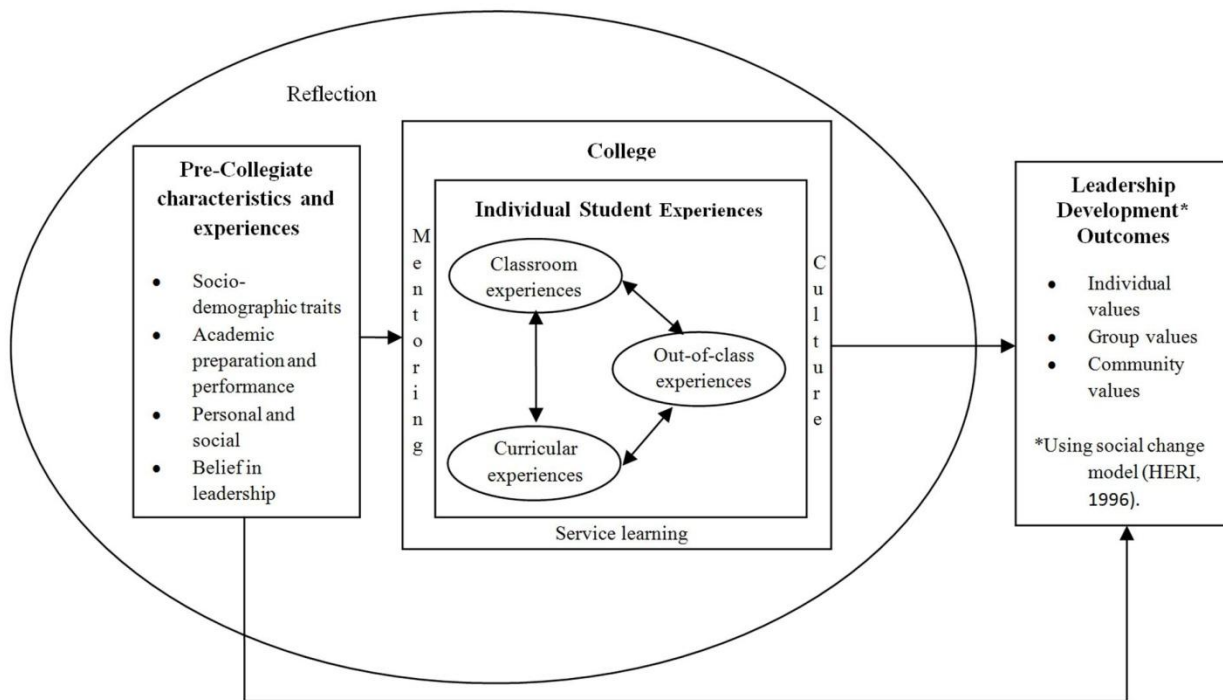 Reflection
Pre-Collegiate
characteristics and
experiences
• Socio-
demographic traits
• Academic
preparation and
performance
• Personal and
social
• Belief in
leadership
College
Mentoring
Individual Student Experiences
Classroom
experiences
Out-of-class
experiences
Curricular
experiences
Culture
Service learning
Leadership
Development*
Outcomes
• Individual
values
• Group values
• Community
values
*Using social change
model (HERI,
1996).